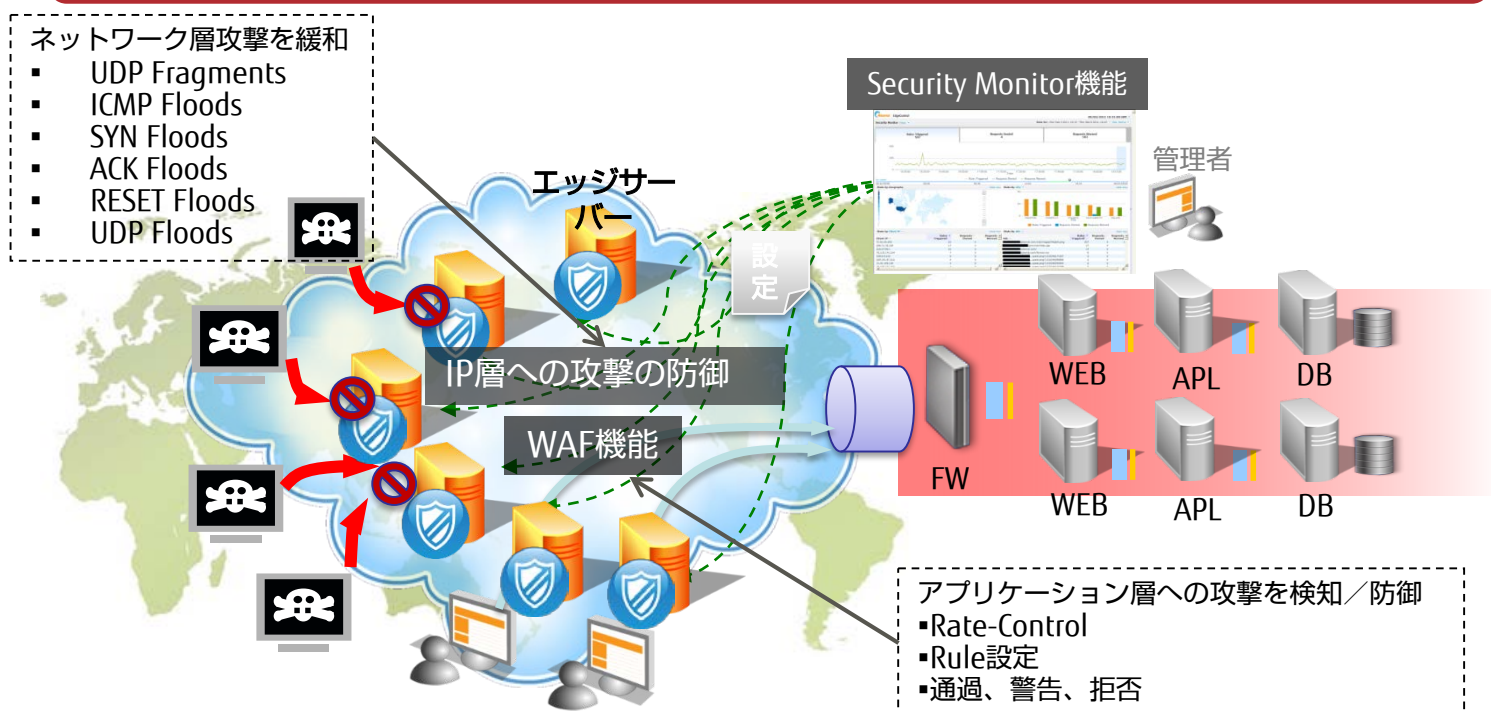 ネットワーク層攻撃を緩和
▪ UDP Fragments
▪ ICMP Floods
▪ SYN Floods
▪ ACK Floods
▪ RESET Floods
▪ UDP Floods
Security Monitor機能
管理者
エッジサー
バー
設
定
IP層への攻撃の防御
WAF機能
FW
WEB
APL
DB
WEB
APL
DB
アプリケーション層への攻撃を検知／防御
▪Rate-Control
▪Rule設定
▪通過、警告、拒否